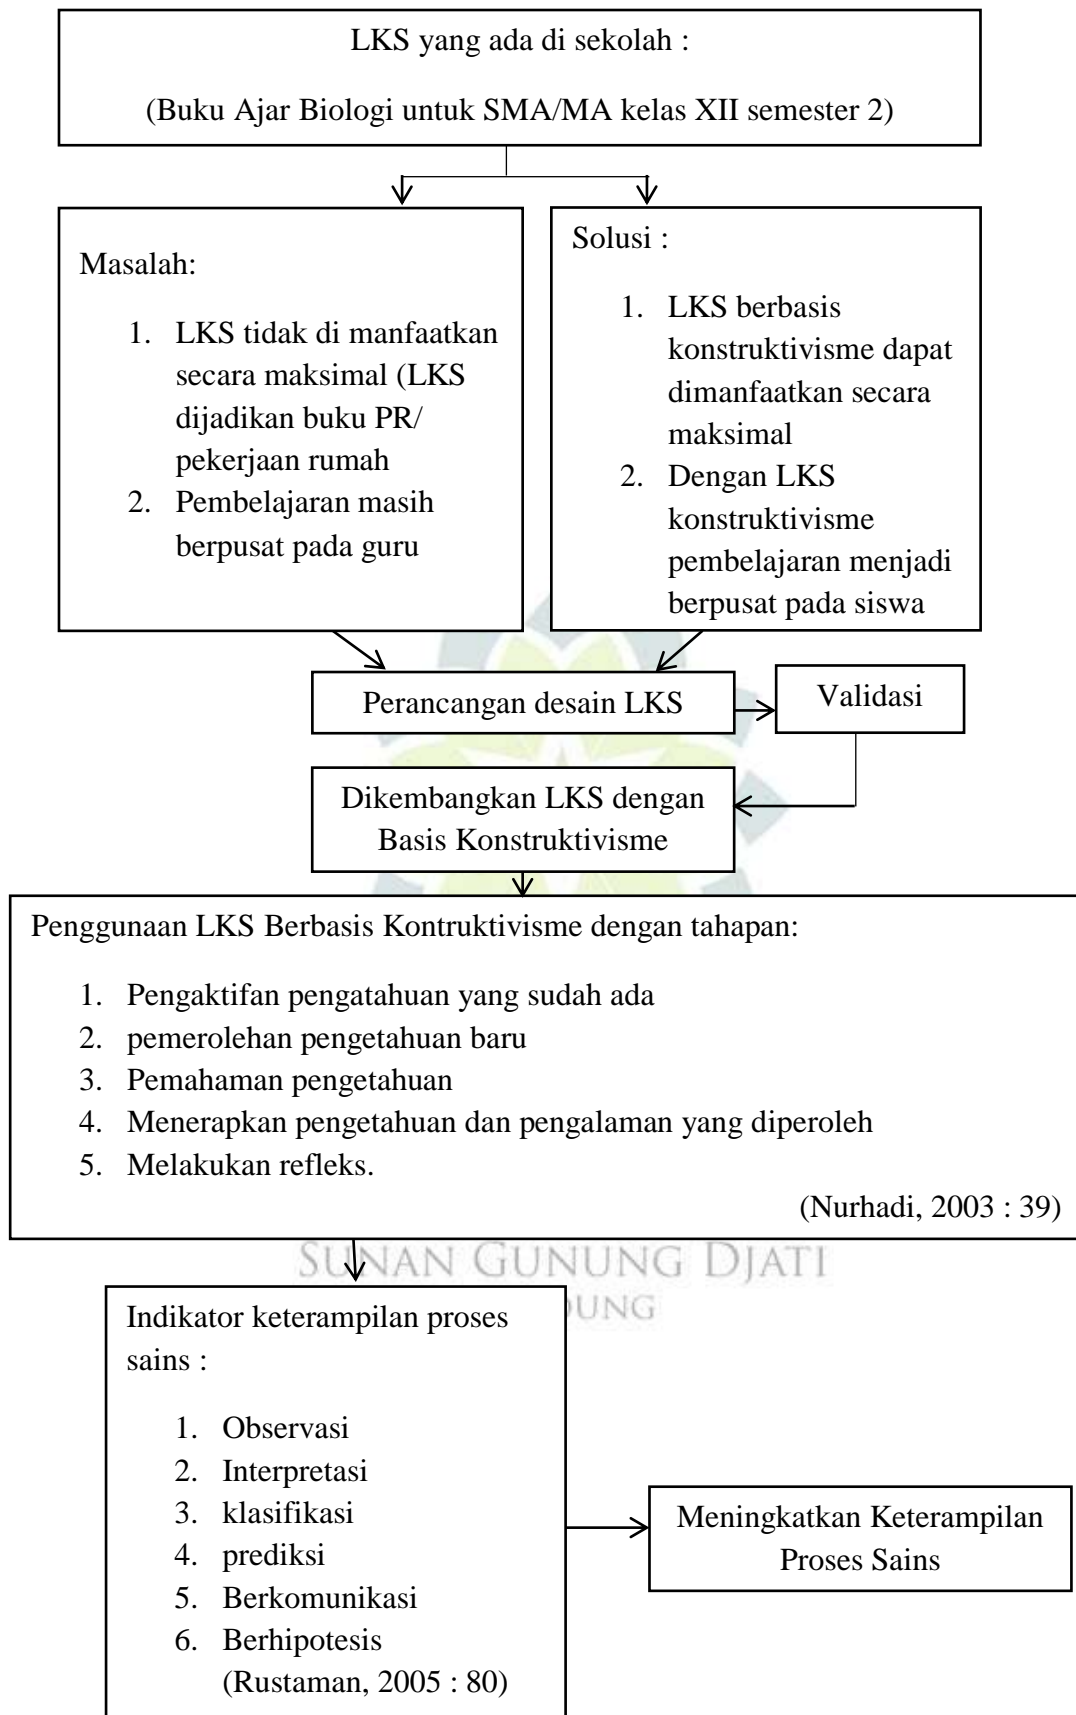 LKS yang ada di sekolah :
(Buku Ajar Biologi untuk SMA/MA kelas XII semester 2)
Masalah:
1. LKS tidak di manfaatkan
secara maksimal (LKS
dijadikan buku PR/
pekerjaan rumah
2. Pembelajaran masih
berpusat pada guru
Solusi :
1. LKS berbasis
konstruktivisme dapat
dimanfaatkan secara
maksimal
2. Dengan LKS
konstruktivisme
pembelajaran menjadi
berpusat pada siswa
Perancangan desain LKS
Validasi
Dikembangkan LKS dengan
Basis Konstruktivisme
Penggunaan LKS Berbasis Kontruktivisme dengan tahapan:
1. Pengaktifan pengatahuan yang sudah ada
2. pemerolehan pengetahuan baru
3. Pemahaman pengetahuan
4. Menerapkan pengetahuan dan pengalaman yang diperoleh
5. Melakukan refleks.
(Nurhadi, 2003 : 39)
SUNAN GUNUNG DJATI
Indikator keterampilan proses
sains :
1. Observasi
2. Interpretasi
3. klasifikasi
4. prediksi
5. Berkomunikasi
6. Berhipotesis
(Rustaman, 2005 : 80)
Meningkatkan Keterampilan
Proses Sains